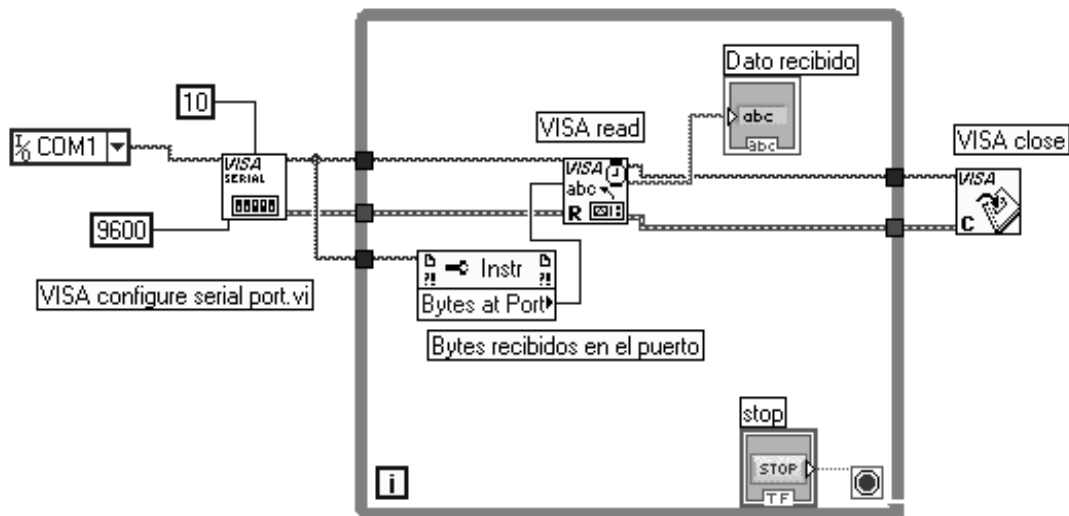 Dato recibido
10
abc
abc
VISA read
VISA close
I/O COM1
VISA
SERIAL
VISA
abc
R
VISA
C
9600
Instr
Bytes at Port
VISA configure serial port.vi
Bytes recibidos en el puerto
stop
STOP
TF
i